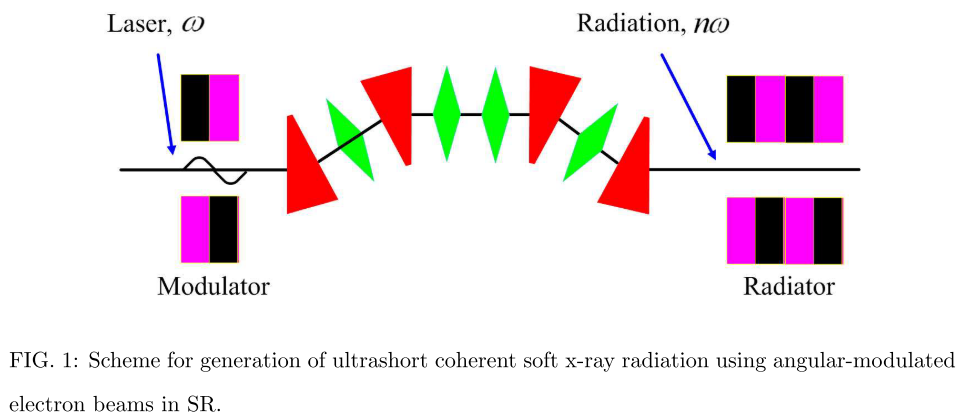 Laser, ω
Radiation, nω
Modulator
Radiator
FIG. 1: Scheme for generation of ultrashort coherent soft x-ray radiation using angular-modulated
electron beams in SR.